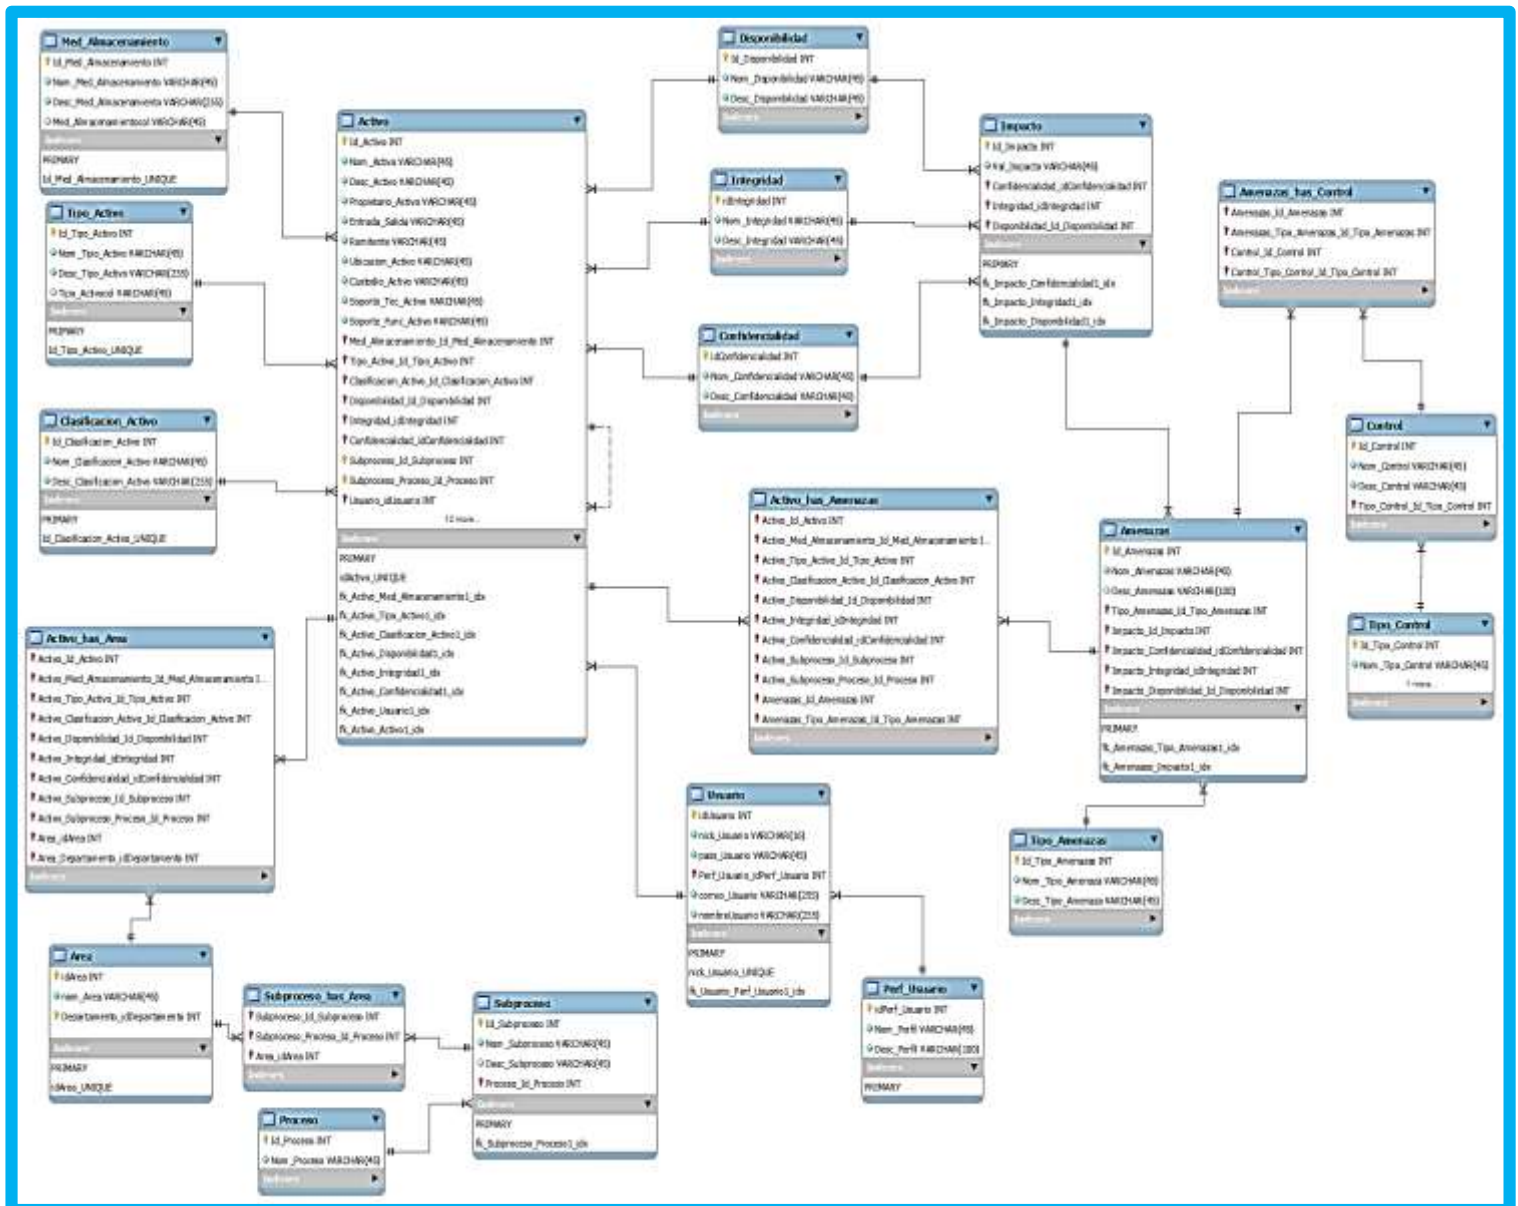 Med_Almacenamiento
Id_Med_Almacenamiento INT
Nom_Med_Almacenamiento VARCHAR(45)
Desc_Med_Almacenamiento VARCHAR(255)
Med_Almacenamientocol VARCHAR(45)
Indexes
PRIMARY
Id_Med_Almacenamiento_UNIQUE
Tipo_Activo
Id_Tipo_Activo INT
Nom_Tipo_Activo VARCHAR(45)
Desc_Tipo_Activo VARCHAR(255)
Tipo_Activocol VARCHAR(45)
Indexes
PRIMARY
Id_Tipo_Activo_UNIQUE
Clasificacion_Activo
Id_Clasificacion_Activo INT
Nom_Clasificacion_Activo VARCHAR(45)
Desc_Clasificacion_Activo VARCHAR(255)
Indexes
PRIMARY
Id_Clasificacion_Activo_UNIQUE
Activo
Id_Activo INT
Nom_Activo VARCHAR(45)
Desc_Activo VARCHAR(45)
Propietario_Activo VARCHAR(45)
Entrada_Salida VARCHAR(45)
Remitente VARCHAR(45)
Ubicacion_Activo VARCHAR(45)
Custodio_Activo VARCHAR(45)
Soporte_Tec_Activo VARCHAR(45)
Soporte_Func_Activo VARCHAR(45)
Med_Almacenamiento_Id_Med_Almacenamiento INT
Tipo_Activo_Id_Tipo_Activo INT
Clasificacion_Activo_Id_Clasificacion_Activo INT
Disponibilidad_Id_Disponibilidad INT
Integridad_idIntegridad INT
Confidencialidad_idConfidencialidad INT
Subproceso_Id_Subproceso INT
Subproceso_Proceso_Id_Proceso INT
Usuario_idUsuario INT
12 more...
Indexes
PRIMARY
idActivo_UNIQUE
fk_Activo_Med_Almacenamiento1_idx
fk_Activo_Tipo_Activo1_idx
fk_Activo_Clasificacion_Activo1_idx
fk_Activo_Disponibilidad1_idx
fk_Activo_Integridad1_idx
fk_Activo_Confidencialidad1_idx
fk_Activo_Usuario1_idx
fk_Activo_Activo1_idx
Disponibilidad
Id_Disponibilidad INT
Nom_Disponibilidad VARCHAR(45)
Desc_Disponibilidad VARCHAR(45)
Indexes
Integridad
idIntegridad INT
Nom_Integridad VARCHAR(45)
Desc_Integridad VARCHAR(45)
Indexes
Confidencialidad
idConfidencialidad INT
Nom_Confidencialidad VARCHAR(45)
Desc_Confidencialidad VARCHAR(45)
Indexes
Impacto
Id_Impacto INT
Val_Impacto VARCHAR(45)
Confidencialidad_idConfidencialidad INT
Integridad_idIntegridad INT
Disponibilidad_Id_Disponibilidad INT
Indexes
PRIMARY
fk_Impacto_Confidencialidad1_idx
fk_Impacto_Integridad1_idx
fk_Impacto_Disponibilidad1_idx
Amenazas_has_Control
Amenazas_Id_Amenazas INT
Amenazas_Tipo_Amenazas_Id_Tipo_Amenazas INT
Control_Id_Control INT
Control_Tipo_Control_Id_Tipo_Control INT
Indexes
Control
Id_Control INT
Nom_Control VARCHAR(45)
Desc_Control VARCHAR(45)
Tipo_Control_Id_Tipo_Control INT
Indexes
Tipo_Control
Id_Tipo_Control INT
Nom_Tipo_Control VARCHAR(45)
1 more...
Indexes
Activo_has_Amenazas
Activo_Id_Activo INT
Activo_Med_Almacenamiento_Id_Med_Almacenamiento I...
Activo_Tipo_Activo_Id_Tipo_Activo INT
Activo_Clasificacion_Activo_Id_Clasificacion_Activo INT
Activo_Disponibilidad_Id_Disponibilidad INT
Activo_Integridad_idIntegridad INT
Activo_Confidencialidad_idConfidencialidad INT
Activo_Subproceso_Id_Subproceso INT
Activo_Subproceso_Proceso_Id_Proceso INT
Amenazas_Id_Amenazas INT
Amenazas_Tipo_Amenazas_Id_Tipo_Amenazas INT
Indexes
Amenazas
Id_Amenazas INT
Nom_Amenazas VARCHAR(45)
Desc_Amenazas VARCHAR(100)
Tipo_Amenazas_Id_Tipo_Amenazas INT
Impacto_Id_Impacto INT
Impacto_Confidencialidad_idConfidencialidad INT
Impacto_Integridad_idIntegridad INT
Impacto_Disponibilidad_Id_Disponibilidad INT
Indexes
PRIMARY
fk_Amenazas_Tipo_Amenazas1_idx
fk_Amenazas_Impacto1_idx
Tipo_Amenazas
Id_Tipo_Amenazas INT
Nom_Tipo_Amenaza VARCHAR(45)
Desc_Tipo_Amenaza VARCHAR(45)
Indexes
Activo_has_Area
Activo_Id_Activo INT
Activo_Med_Almacenamiento_Id_Med_Almacenamiento I...
Activo_Tipo_Activo_Id_Tipo_Activo INT
Activo_Clasificacion_Activo_Id_Clasificacion_Activo INT
Activo_Disponibilidad_Id_Disponibilidad INT
Activo_Integridad_idIntegridad INT
Activo_Confidencialidad_idConfidencialidad INT
Activo_Subproceso_Id_Subproceso INT
Activo_Subproceso_Proceso_Id_Proceso INT
Area_idArea INT
Area_Departamento_idDepartamento INT
Indexes
Area
idArea INT
nom_Area VARCHAR(45)
Departamento_idDepartamento INT
Indexes
PRIMARY
idArea_UNIQUE
Subproceso_has_Area
Subproceso_Id_Subproceso INT
Subproceso_Proceso_Id_Proceso INT
Area_idArea INT
Indexes
Subproceso
Id_Subproceso INT
Nom_Subproceso VARCHAR(45)
Desc_Subproceso VARCHAR(45)
Proceso_Id_Proceso INT
Indexes
PRIMARY
fk_Subproceso_Proceso1_idx
Proceso
Id_Proceso INT
Nom_Proceso VARCHAR(45)
Indexes
Usuario
idUsuario INT
nick_Usuario VARCHAR(16)
pass_Usuario VARCHAR(45)
Perf_Usuario_idPerf_Usuario INT
correo_Usuario VARCHAR(255)
nombreUsuario VARCHAR(255)
Indexes
PRIMARY
nick_Usuario_UNIQUE
fk_Usuario_Perf_Usuario1_idx
Perf_Usuario
idPerf_Usuario INT
Nom_Perfil VARCHAR(45)
Desc_Perfil VARCHAR(100)
Indexes
PRIMARY